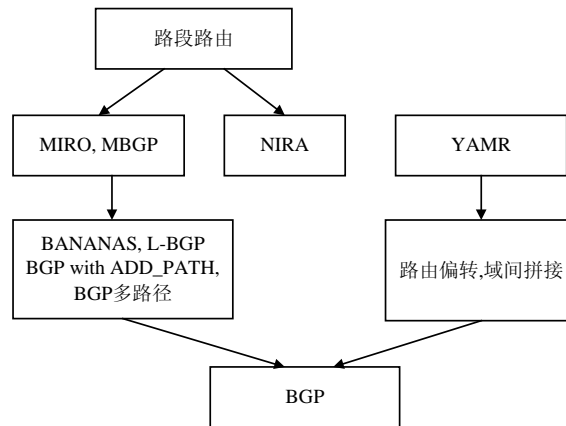 路段路由
MIRO, MBGP
NIRA
YAMR
BANANAS, L-BGP
BGP with ADD_PATH,
BGP多路径
路由偏转,域间拼接
BGP